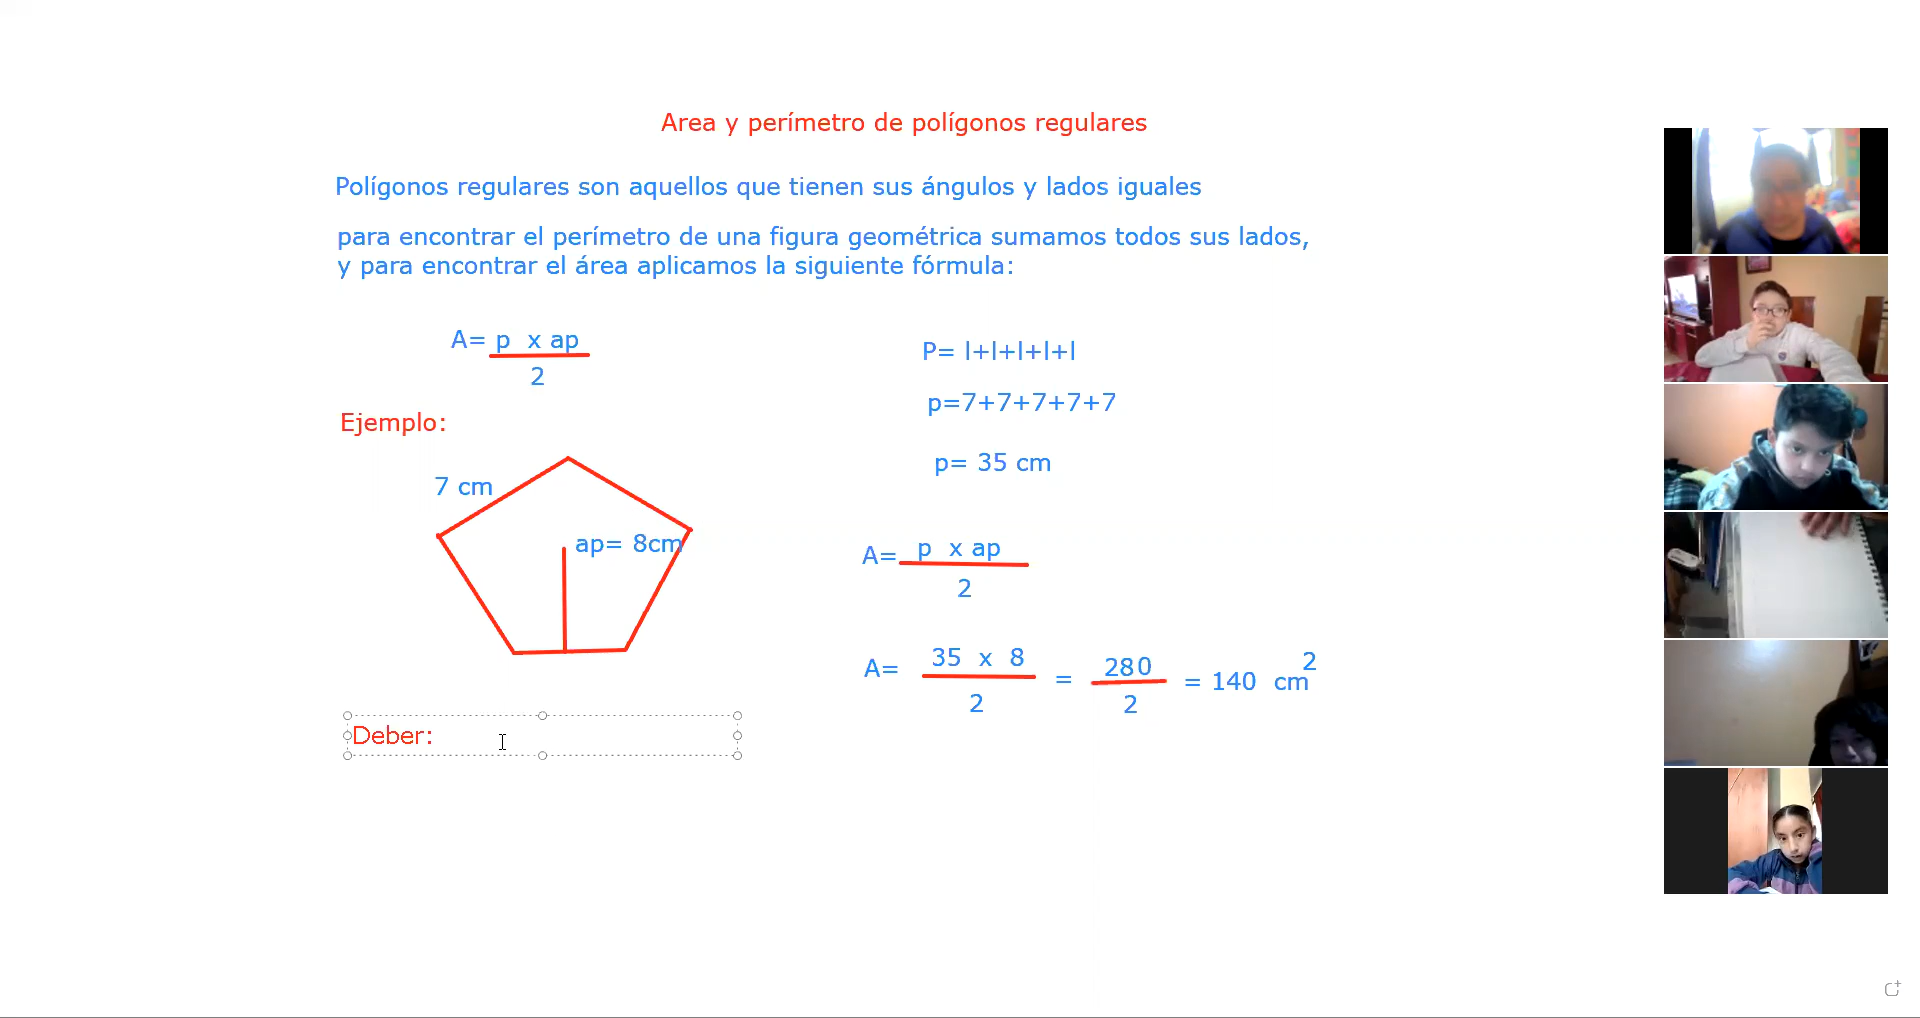 Area y perímetro de polígonos regulares
Polígonos regulares son aquellos que tienen sus ángulos y lados iguales
para encontrar el perímetro de una figura geométrica sumamos todos sus lados,
y para encontrar el área aplicamos la siguiente fórmula:
A= p x ap
2
Ejemplo:
7 cm
ap= 8cm
P= l+l+l+l+l
p=7+7+7+7+7
p= 35 cm
A= p x ap
2
A= 35 x 8 = 280 = 140 cm 2
2 2
Deber: